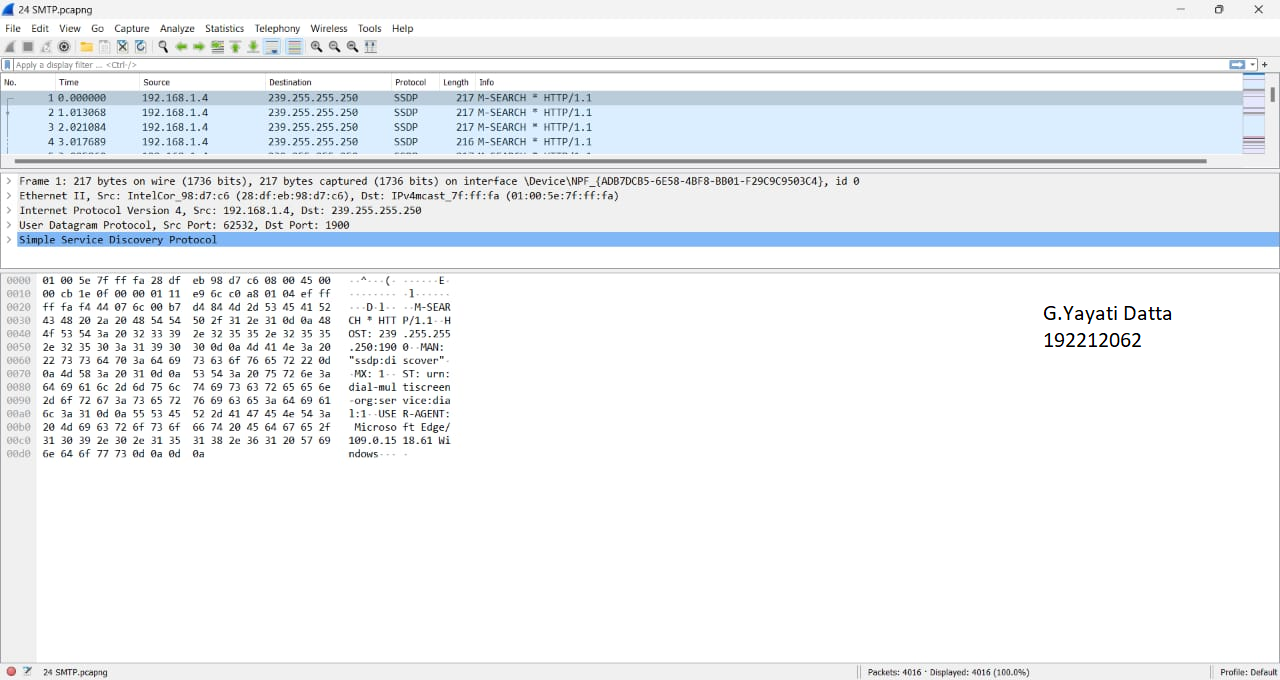 24 SMTP.pcapng
File Edit View Go Capture Analyze Statistics Telephony Wireless Tools Help
Apply a display filter ... <Ctrl-/>
No. Time Source Destination Protocol Length Info
1 0.000000 192.168.1.4 239.255.255.250 SSDP 217 M-SEARCH * HTTP/1.1
2 1.013068 192.168.1.4 239.255.255.250 SSDP 217 M-SEARCH * HTTP/1.1
3 2.021084 192.168.1.4 239.255.255.250 SSDP 217 M-SEARCH * HTTP/1.1
4 3.017689 192.168.1.4 239.255.255.250 SSDP 216 M-SEARCH * HTTP/1.1
Frame 1: 217 bytes on wire (1736 bits), 217 bytes captured (1736 bits) on interface \Device\NPF_{ADB7DCB5-6E58-4BF8-BB01-F29C9C9503C4}, id 0
Ethernet II, Src: IntelCor_98:d7:c6 (28:df:eb:98:d7:c6), Dst: IPv4mcast_7f:ff:fa (01:00:5e:7f:ff:fa)
Internet Protocol Version 4, Src: 192.168.1.4, Dst: 239.255.255.250
User Datagram Protocol, Src Port: 62532, Dst Port: 1900
Simple Service Discovery Protocol
0000 01 00 5e 7f ff fa 28 df eb 98 d7 c6 08 00 45 00 ··^···(· ······E·
0010 00 cb 1e 0f 00 00 01 11 e9 6c c0 a8 01 04 ef ff ········ ·l······
0020 ff fa f4 44 07 6c 00 b7 d4 84 4d 2d 53 45 41 52 ···D·l·· ··M-SEAR
0030 43 48 20 2a 20 48 54 54 50 2f 31 2e 31 0d 0a 48 CH * HTT P/1.1··H
0040 4f 53 54 3a 20 32 33 39 2e 32 35 35 2e 32 35 35 OST: 239 .255.255
0050 2e 32 35 30 3a 31 39 30 30 0d 0a 4d 41 4e 3a 20 .250:190 0··MAN:
0060 22 73 73 64 70 3a 64 69 73 63 6f 76 65 72 22 0d "ssdp:di scover"·
0070 0a 4d 58 3a 20 31 0d 0a 53 54 3a 20 75 72 6e 3a ·MX: 1·· ST: urn:
0080 64 69 61 6c 2d 6d 75 6c 74 69 73 63 72 65 65 6e dial-mul tiscreen
0090 2d 6f 72 67 3a 73 65 72 76 69 63 65 3a 64 69 61 -org:ser vice:dia
00a0 6c 3a 31 0d 0a 55 53 45 52 2d 41 47 45 4e 54 3a l:1··USE R-AGENT:
00b0 20 4d 69 63 72 6f 73 6f 66 74 20 45 64 67 65 2f Microso ft Edge/
00c0 31 30 39 2e 30 2e 31 35 31 38 2e 36 31 20 57 69 109.0.15 18.61 Wi
00d0 6e 64 6f 77 73 0d 0a 0d 0a ndows··· ·
G.Yayati Datta
192212062
24 SMTP.pcapng Packets: 4016 · Displayed: 4016 (100.0%) Profile: Default